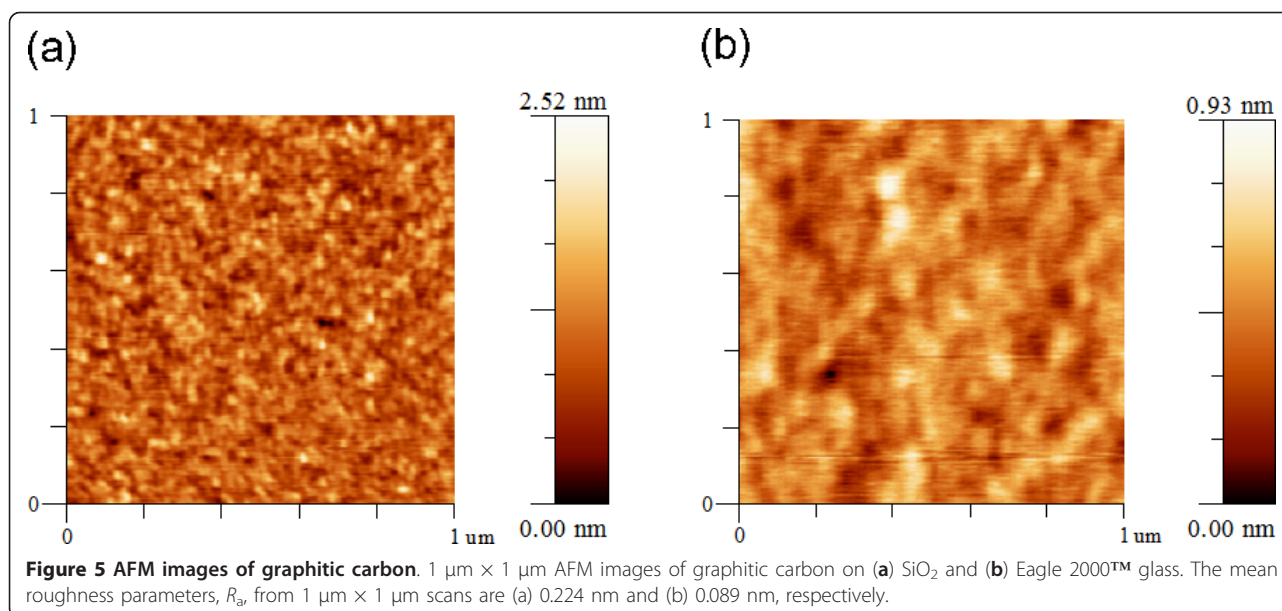 (a)
(b)
2.52 nm
0.93 nm
1
1
0
0
0.00 nm
0.00 nm
0
1 um
0
1 um
Figure 5 AFM images of graphitic carbon. 1 μm × 1 μm AFM images of graphitic carbon on (a) SiO₂ and (b) Eagle 2000™ glass. The mean
roughness parameters, Rₐ, from 1 μm × 1 μm scans are (a) 0.224 nm and (b) 0.089 nm, respectively.